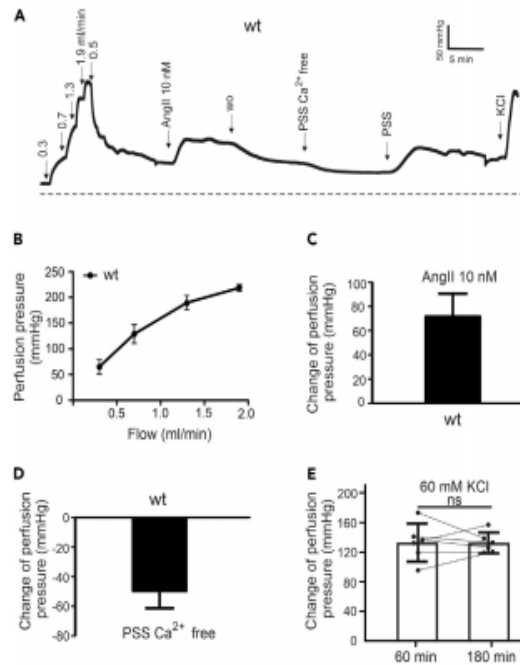 A
wt
50 mmHg
5 min
0.3
0.7
1.3
1.9 ml/min
0.5
AngII 10 nM
wo
PSS Ca2+ free
PSS
KCl
B
wt
Perfusion pressure
(mmHg)
250
200
150
100
50
0
0.5
1.0
1.5
2.0
Flow (ml/min)
C
AngII 10 nM
Change of perfusion
pressure (mmHg)
100
80
60
40
20
0
wt
D
wt
Change of perfusion
pressure (mmHg)
0
-20
-40
-60
-80
PSS Ca2+ free
E
60 mM KCl
ns
Change of perfusion
pressure (mmHg)
200
160
120
80
40
0
60 min
180 min